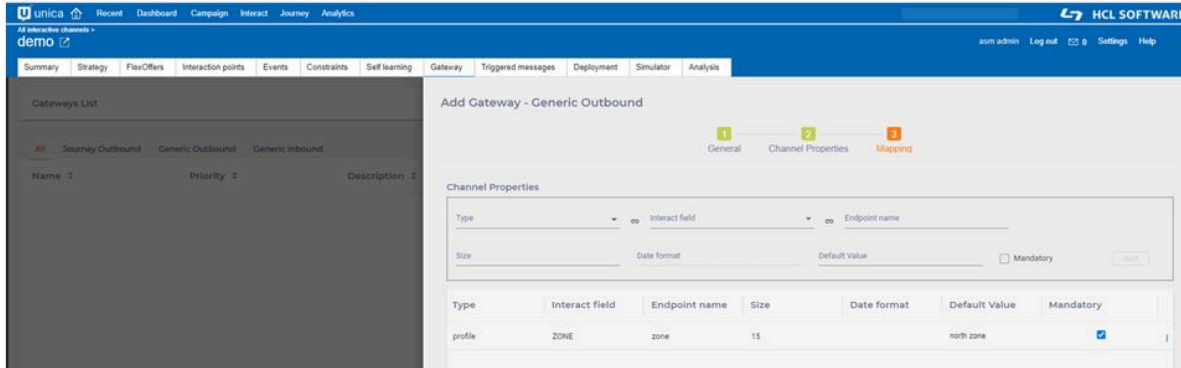 unica Recent Dashboard Campaign Interact Journey Analytics HCL SOFTWARE
All interactive channels >
demo asm admin Log out 0 Settings Help
Summary Strategy FlexOffers Interaction points Events Constraints Self learning Gateway Triggered messages Deployment Simulator Analysis
Gateways List
All Journey Outbound Generic Outbound Generic Inbound
Name Priority Description
Add Gateway - Generic Outbound
1 2 3
General Channel Properties Mapping
Channel Properties
Type Interact field Endpoint name
Size Date format Default Value Mandatory Add
Type Interact field Endpoint name Size Date format Default Value Mandatory
profile ZONE zone 15 north zone